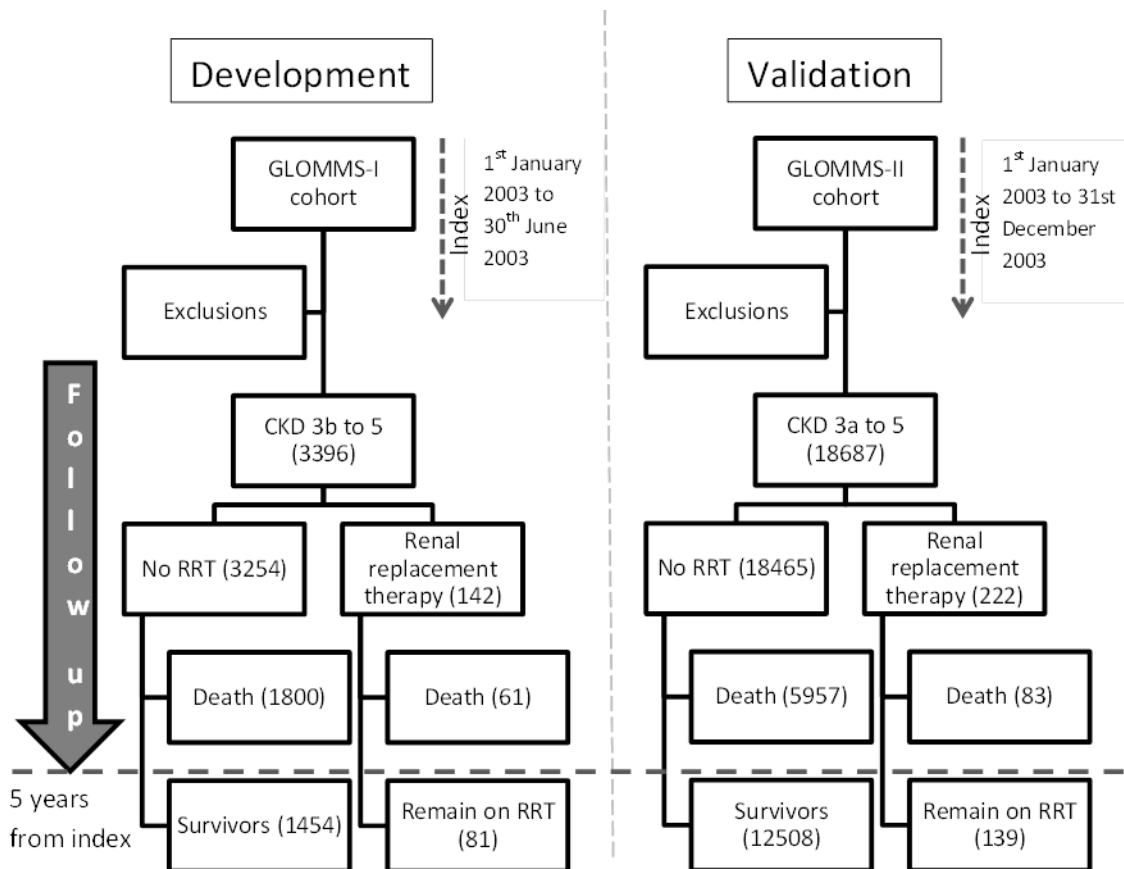 Development
GLOMMS-I
cohort
Index
1st January
2003 to
30th June
2003
Exclusions
Follow up
CKD 3b to 5
(3396)
No RRT (3254)
Renal
replacement
therapy (142)
Death (1800)
Death (61)
5 years
from index
Survivors (1454)
Remain on RRT
(81)
Validation
GLOMMS-II
cohort
Index
1st January
2003 to 31st
December
2003
Exclusions
CKD 3a to 5
(18687)
No RRT (18465)
Renal
replacement
therapy (222)
Death (5957)
Death (83)
Survivors
(12508)
Remain on RRT
(139)